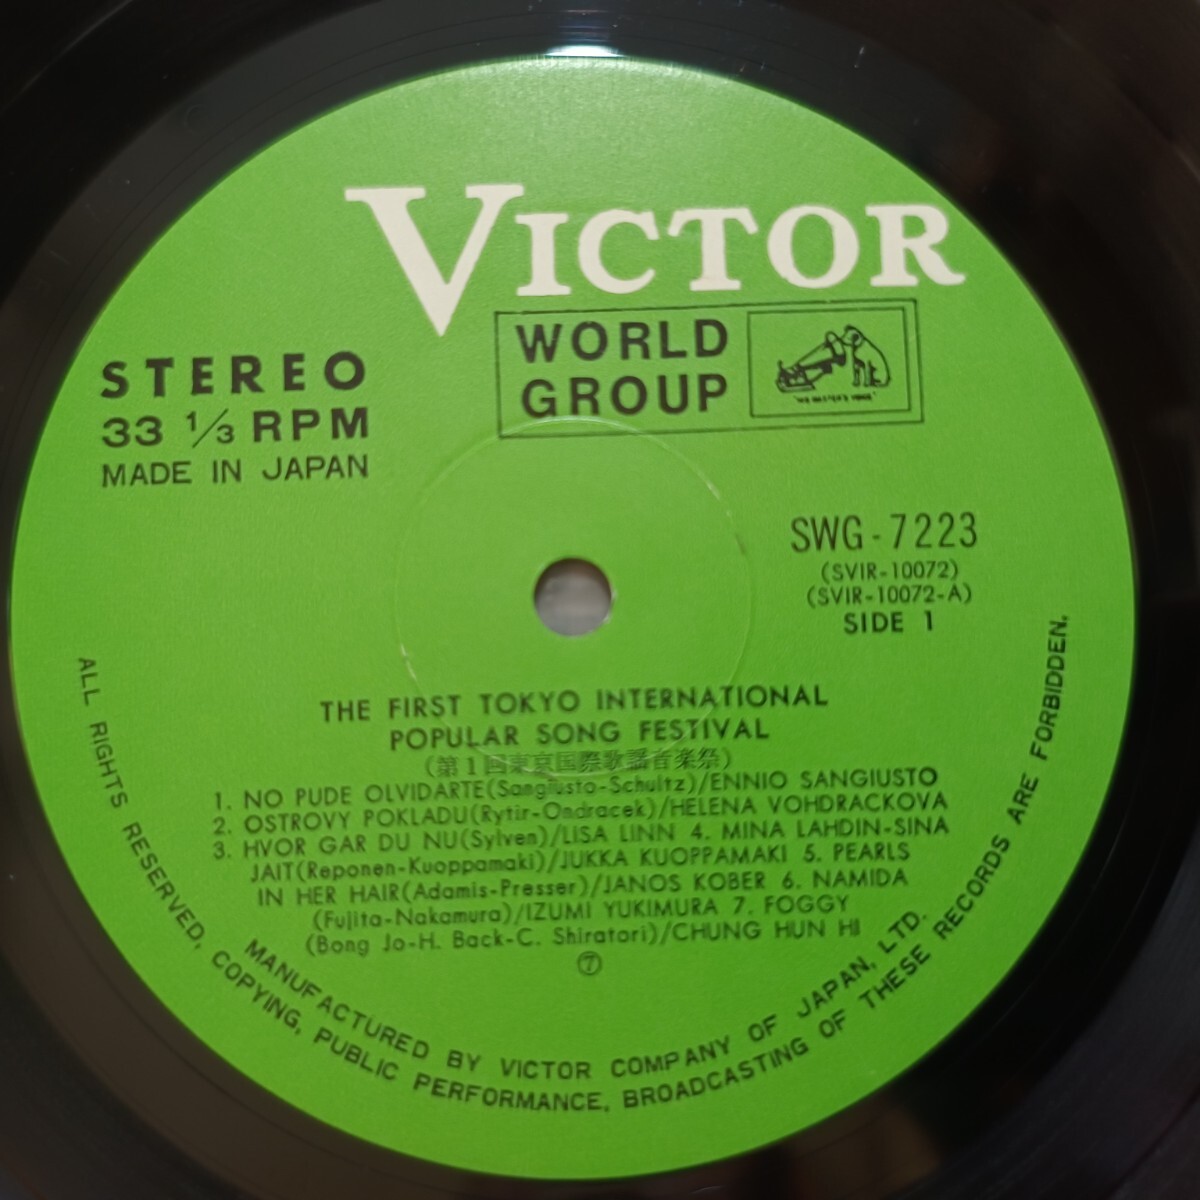 VICTOR
WORLD
GROUP
"HIS MASTER'S VOICE"
STEREO
33 1/3 RPM
MADE IN JAPAN
SWG-7223
(SVIR-10072)
(SVIR-10072-A)
SIDE 1
THE FIRST TOKYO INTERNATIONAL
POPULAR SONG FESTIVAL
(第1回東京国際歌謡音楽祭)
1. NO PUDE OLVIDARTE(Sangiusto-Schultz)/ENNIO SANGIUSTO
2. OSTROVY POKLADU(Rytir-Ondracek)/HELENA VOHDRACKOVA
3. HVOR GAR DU NU(Sylven)/LISA LINN 4. MINA LAHDIN-SINA
JAIT(Reponen-Kuoppamaki)/JUKKA KUOPPAMAKI 5. PEARLS
IN HER HAIR(Adamis-Presser)/JANOS KOBER 6. NAMIDA
(Fujita-Nakamura)/IZUMI YUKIMURA 7. FOGGY
(Bong Jo-H. Back-C. Shiratori)/CHUNG HUN HI
⑦
MANUFACTURED BY VICTOR COMPANY OF JAPAN, LTD.
ALL RIGHTS RESERVED, COPYING, PUBLIC PERFORMANCE, BROADCASTING OF THESE RECORDS ARE FORBIDDEN.